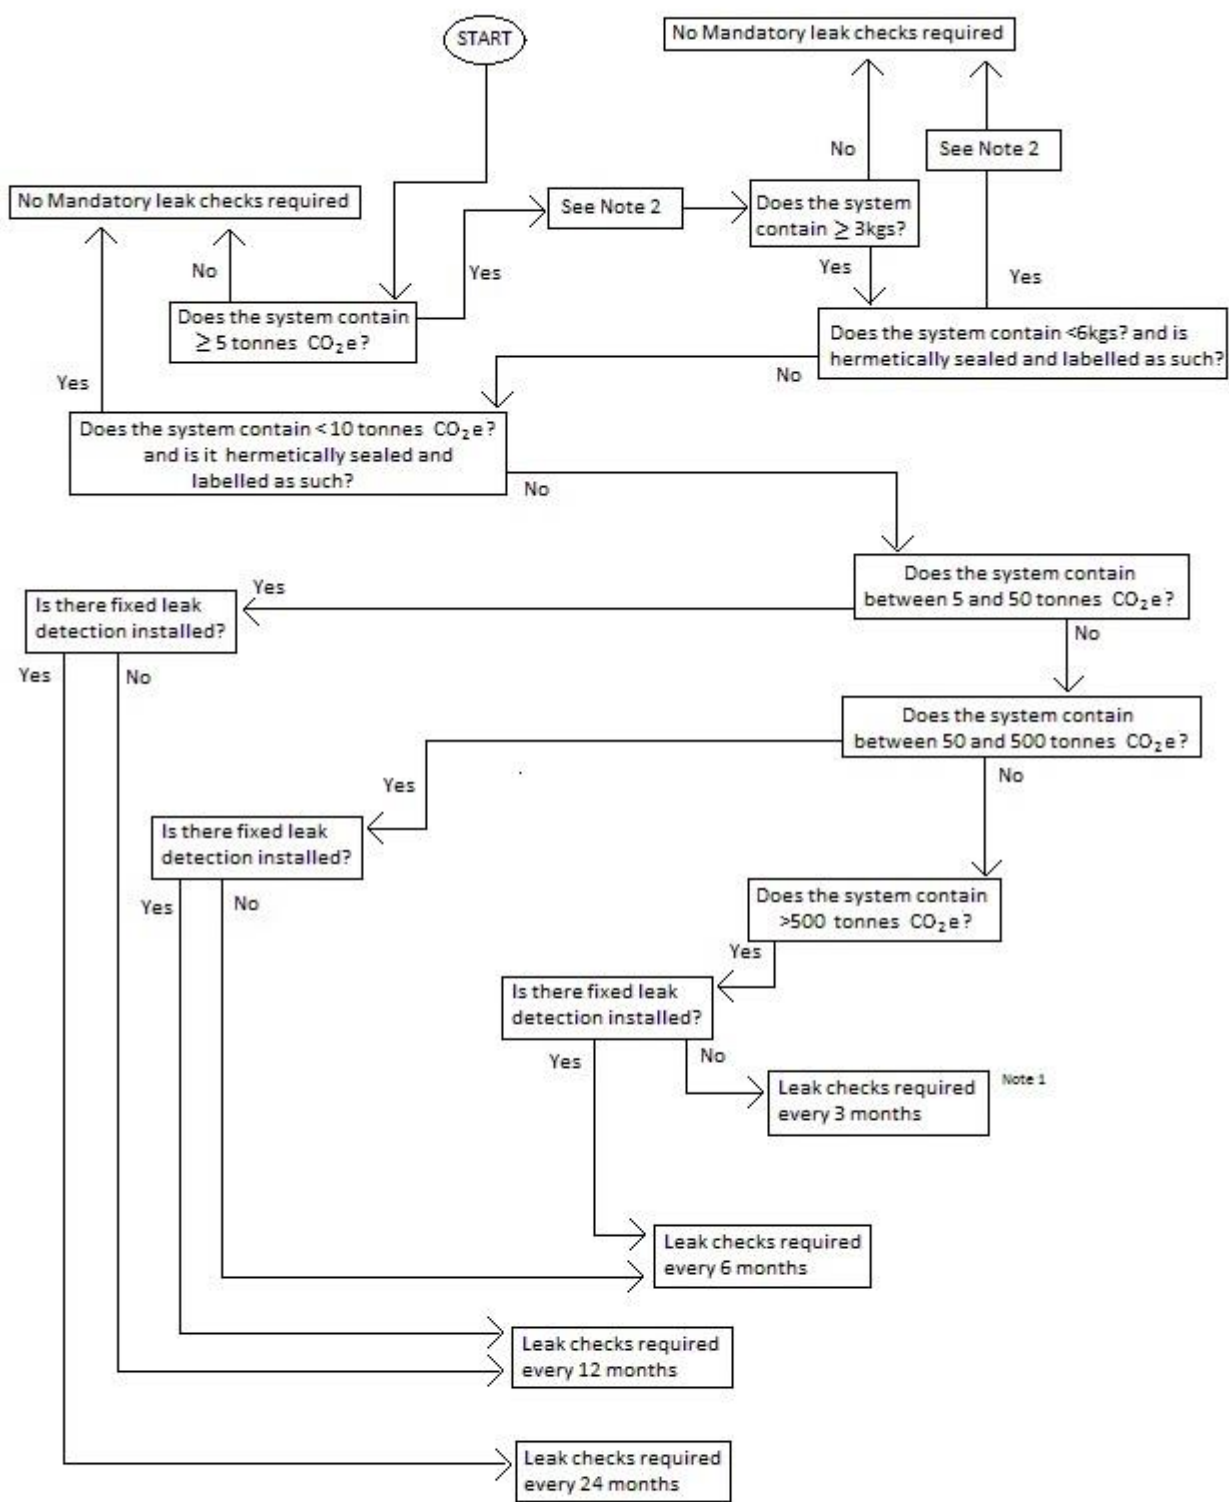 START
No Mandatory leak checks required
No
See Note 2
No Mandatory leak checks required
See Note 2
Does the system
contain ≥ 3kgs?
No
Yes
Yes
Yes
Does the system contain
≥ 5 tonnes CO₂e?
Does the system contain <6kgs? and is
hermetically sealed and labelled as such?
Yes
No
Does the system contain < 10 tonnes CO₂e?
and is it hermetically sealed and
labelled as such?
No
Does the system contain
between 5 and 50 tonnes CO₂e?
Yes
Is there fixed leak
detection installed?
No
Yes
No
Does the system contain
between 50 and 500 tonnes CO₂e?
Yes
No
Is there fixed leak
detection installed?
Yes
No
Does the system contain
>500 tonnes CO₂e?
Yes
Is there fixed leak
detection installed?
Yes
No
Leak checks required
every 3 months
Note 1
Leak checks required
every 6 months
Leak checks required
every 12 months
Leak checks required
every 24 months